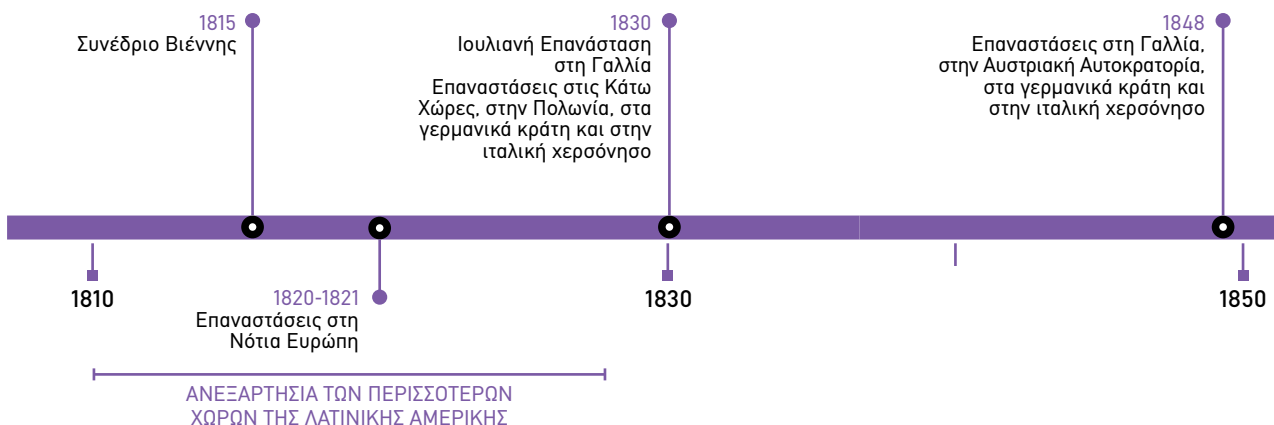 1815
Συνέδριο Βιέννης
1830
Ιουλιανή Επανάσταση
στη Γαλλία
Επαναστάσεις στις Κάτω
Χώρες, στην Πολωνία, στα
γερμανικά κράτη και στην
ιταλική χερσόνησο
1848
Επαναστάσεις στη Γαλλία,
στην Αυστριακή Αυτοκρατορία,
στα γερμανικά κράτη και
στην ιταλική χερσόνησο
1810
1820-1821
Επαναστάσεις στη
Νότια Ευρώπη
1830
1850
ΑΝΕΞΑΡΤΗΣΙΑ ΤΩΝ ΠΕΡΙΣΣΟΤΕΡΩΝ
ΧΩΡΩΝ ΤΗΣ ΛΑΤΙΝΙΚΗΣ ΑΜΕΡΙΚΗΣ